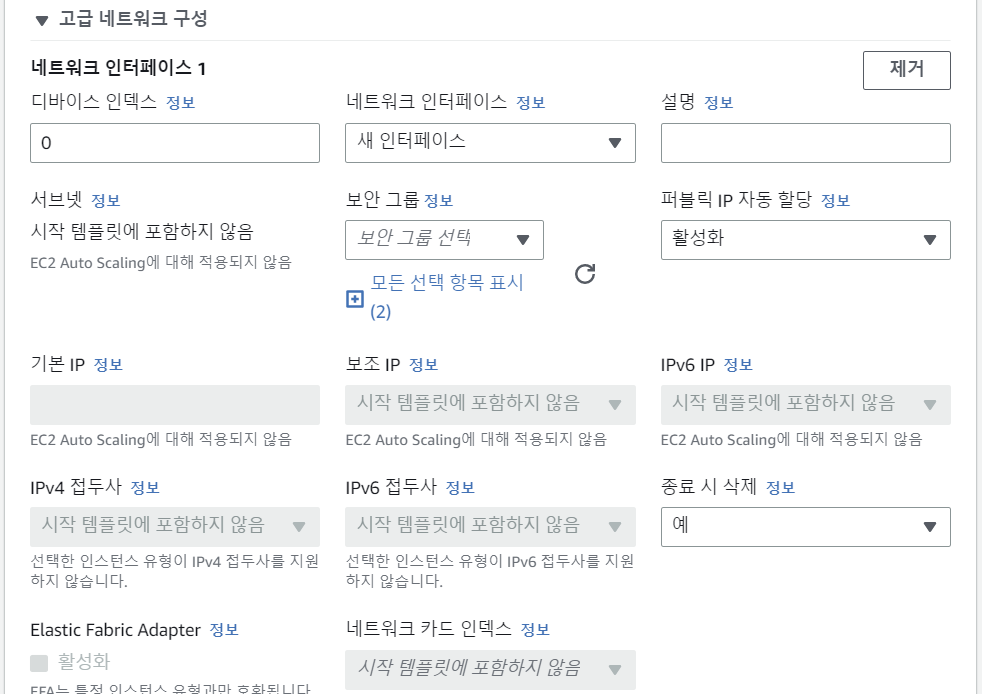 고급 네트워크 구성
네트워크 인터페이스 1
제거
디바이스 인덱스 정보
네트워크 인터페이스 정보
설명 정보
0
새 인터페이스
서브넷 정보
보안 그룹 정보
퍼블릭 IP 자동 할당 정보
시작 템플릿에 포함하지 않음
보안 그룹 선택
활성화
EC2 Auto Scaling에 대해 적용되지 않음
모든 선택 항목 표시
(2)
기본 IP 정보
보조 IP 정보
IPv6 IP 정보
시작 템플릿에 포함하지 않음
시작 템플릿에 포함하지 않음
EC2 Auto Scaling에 대해 적용되지 않음
EC2 Auto Scaling에 대해 적용되지 않음
EC2 Auto Scaling에 대해 적용되지 않음
IPv4 접두사 정보
IPv6 접두사 정보
종료 시 삭제 정보
시작 템플릿에 포함하지 않음
시작 템플릿에 포함하지 않음
예
선택한 인스턴스 유형이 IPv4 접두사를 지원
하지 않습니다.
선택한 인스턴스 유형이 IPv6 접두사를 지원
하지 않습니다.
Elastic Fabric Adapter 정보
네트워크 카드 인덱스 정보
활성화
시작 템플릿에 포함하지 않음
EFA는 특정 인스턴스 유형과만 호환됩니다